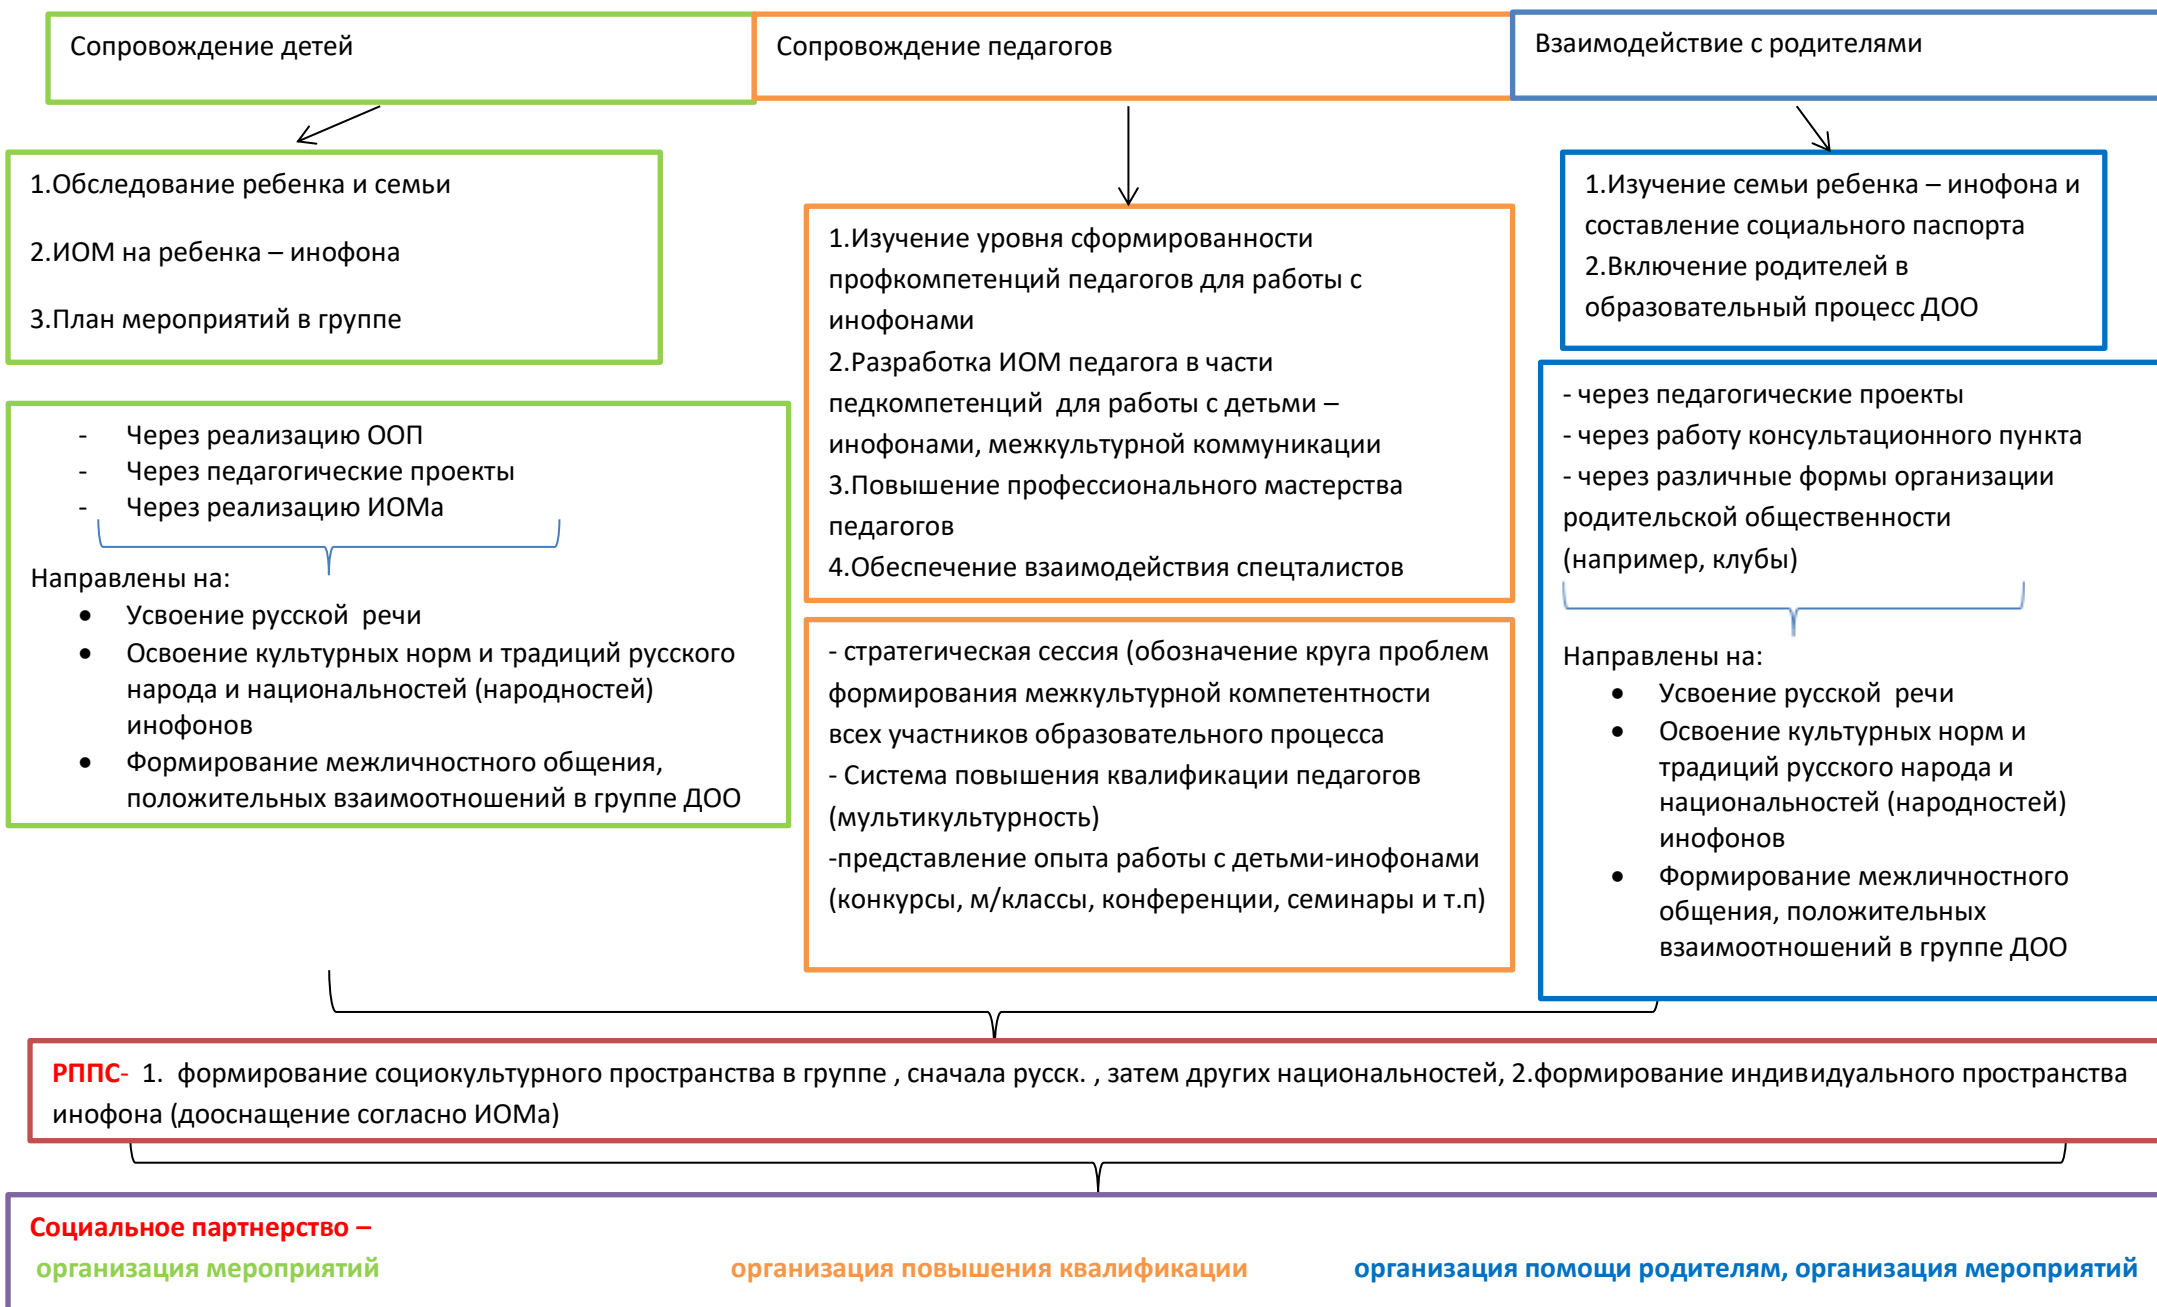 Сопровождение детей
Сопровождение педагогов
Взаимодействие с родителями
1.Обследование ребенка и семьи
2.ИОМ на ребенка – инофона
3.План мероприятий в группе
- Через реализацию ООП
- Через педагогические проекты
- Через реализацию ИОМа
Направлены на:
• Усвоение русской  речи
• Освоение культурных норм и традиций русского
народа и национальностей (народностей)
инофонов
• Формирование межличностного общения,
положительных взаимоотношений в группе ДОО
1.Изучение уровня сформированности
профкомпетенций педагогов для работы с
инофонами
2.Разработка ИОМ педагога в части
педкомпетенций  для работы с детьми –
инофонами, межкультурной коммуникации
3.Повышение профессионального мастерства
педагогов
4.Обеспечение взаимодействия спецталистов
- стратегическая сессия (обозначение круга проблем
формирования межкультурной компетентности
всех участников образовательного процесса
- Система повышения квалификации педагогов
(мультикультурность)
-представление опыта работы с детьми-инофонами
(конкурсы, м/классы, конференции, семинары и т.п)
1.Изучение семьи ребенка – инофона и
составление социального паспорта
2.Включение родителей в
образовательный процесс ДОО
- через педагогические проекты
- через работу консультационного пункта
- через различные формы организации
родительской общественности
(например, клубы)
Направлены на:
• Усвоение русской  речи
• Освоение культурных норм и
традиций русского народа и
национальностей (народностей)
инофонов
• Формирование межличностного
общения, положительных
взаимоотношений в группе ДОО
РППС-  1.  формирование социокультурного пространства в группе , сначала русск. , затем других национальностей, 2.формирование индивидуального пространства
инофона (дооснащение согласно ИОМа)
Социальное партнерство –
организация мероприятий организация повышения квалификации организация помощи родителям, организация мероприятий